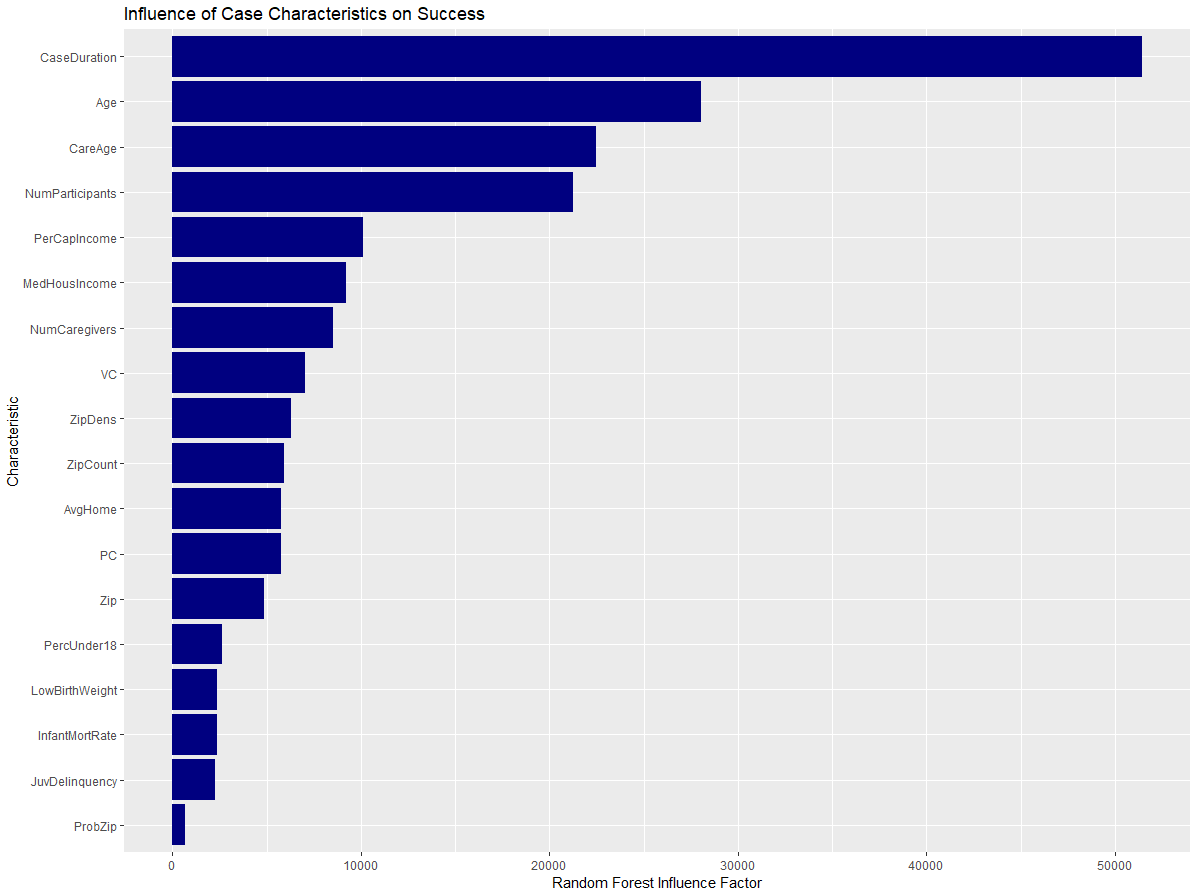 Influence of Case Characteristics on Success
Characteristic
CaseDuration
Age
CareAge
NumParticipants
PerCapIncome
MedHousIncome
NumCaregivers
VC
ZipDens
ZipCount
AvgHome
PC
Zip
PercUnder18
LowBirthWeight
InfantMortRate
JuvDelinquency
ProbZip
0 10000 20000 30000 40000 50000
Random Forest Influence Factor